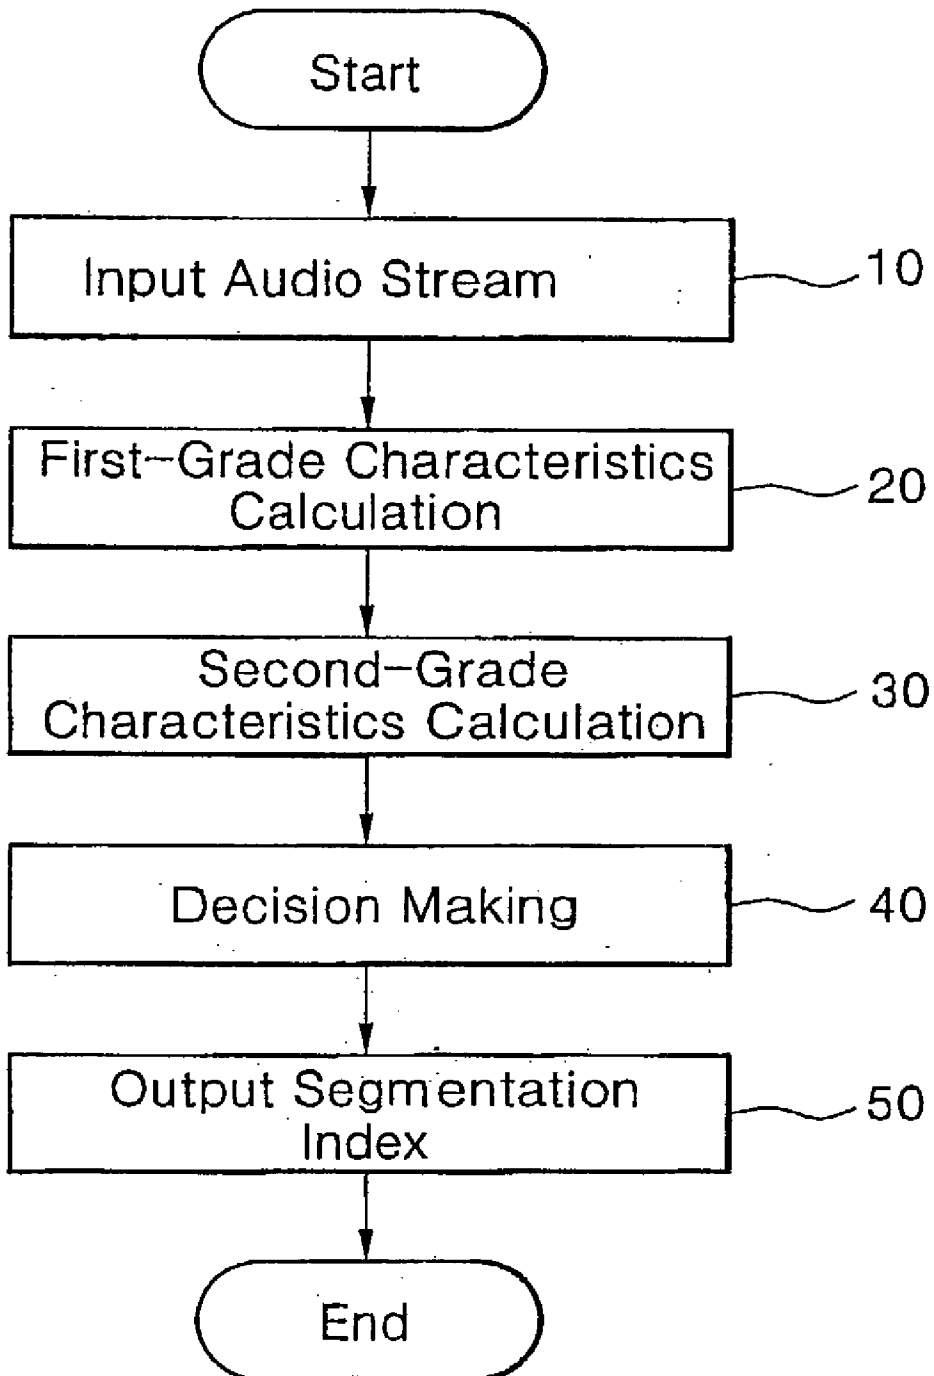 Start
Input Audio Stream
10
First-Grade Characteristics
Calculation
20
Second-Grade
Characteristics Calculation
30
Decision Making
40
Output Segmentation
Index
50
End